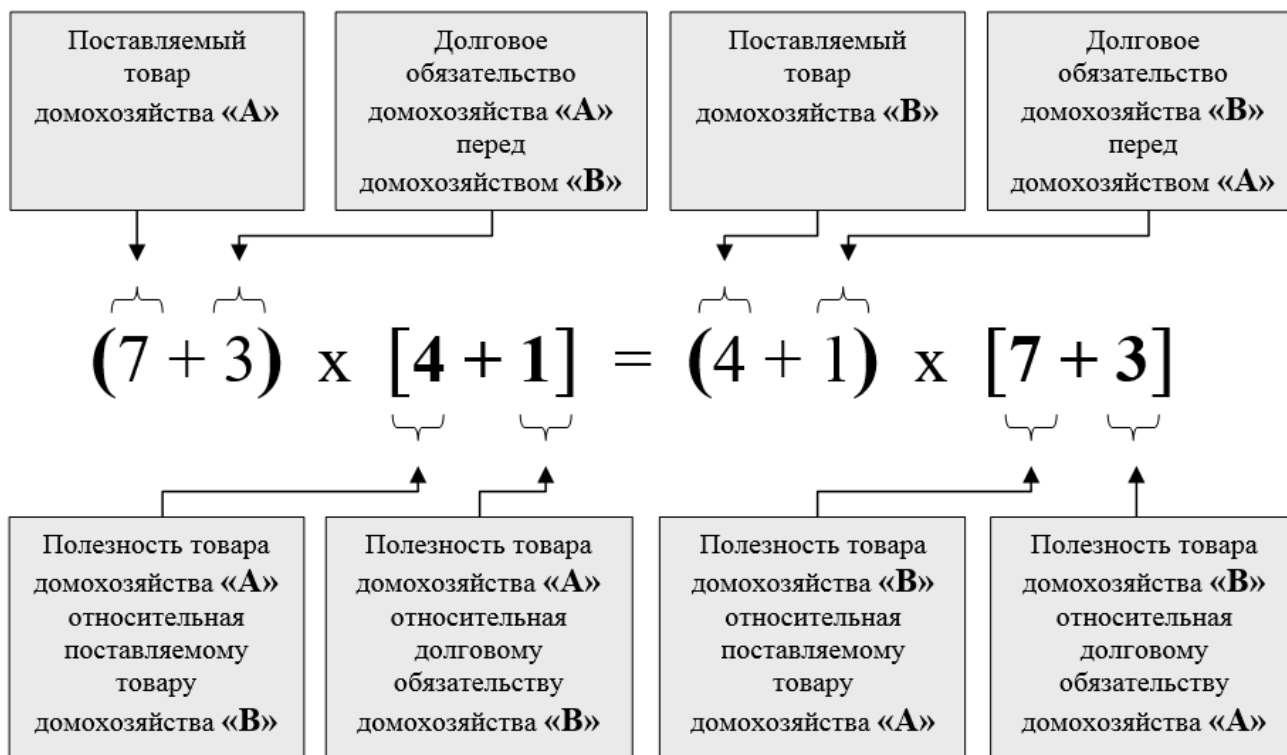 Поставляемый
товар
домохозяйства «А»
Долговое
обязательство
домохозяйства «А»
перед
домохозяйством «В»
Поставляемый
товар
домохозяйства «В»
Долговое
обязательство
домохозяйства «В»
перед
домохозяйством «А»
(7 + 3) x [4 + 1] = (4 + 1) x [7 + 3]
Полезность товара
домохозяйства «А»
относительная
поставляемому
товару
домохозяйства «В»
Полезность товара
домохозяйства «А»
относительная
долговому
обязательству
домохозяйства «В»
Полезность товара
домохозяйства «В»
относительная
поставляемому
товару
домохозяйства «А»
Полезность товара
домохозяйства «В»
относительная
долговому
обязательству
домохозяйства «А»